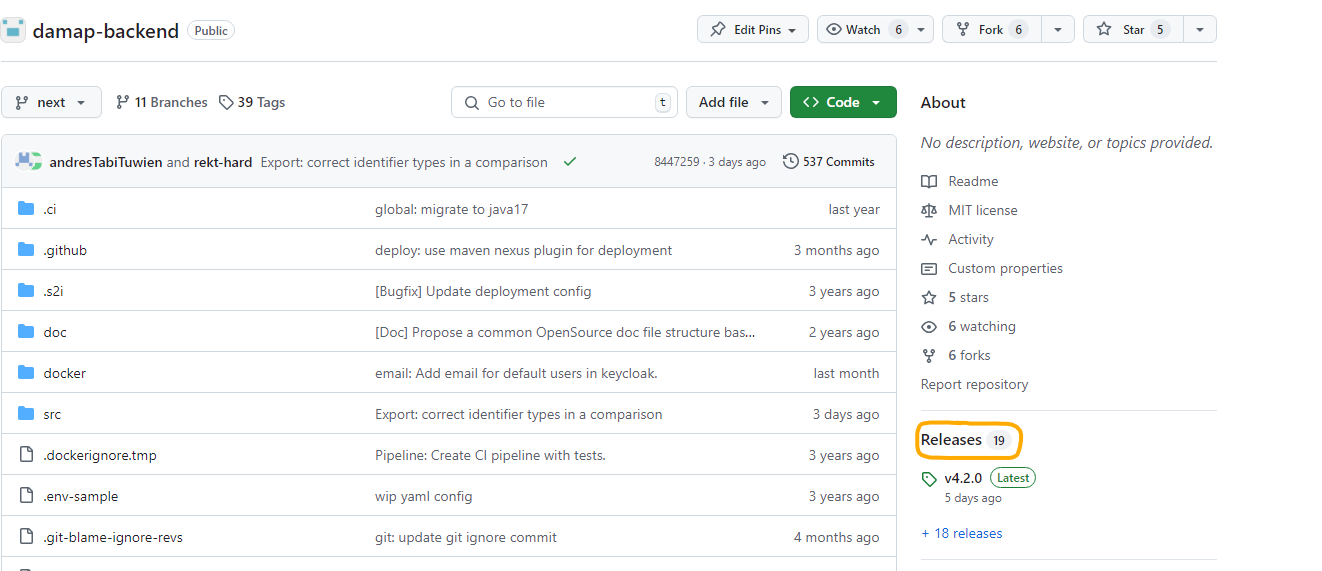 damap-backend Public
Edit Pins Watch 6 Fork 6 Star 5
next 11 Branches 39 Tags
Go to file t Add file Code
andresTabiTuwien and rekt-hard Export: correct identifier types in a comparison 8447259 · 3 days ago 537 Commits
.ci global: migrate to java17 last year
.github deploy: use maven nexus plugin for deployment 3 months ago
.s2i [Bugfix] Update deployment config 3 years ago
doc [Doc] Propose a common OpenSource doc file structure bas... 2 years ago
docker email: Add email for default users in keycloak. last month
src Export: correct identifier types in a comparison 3 days ago
.dockerignore.tmp Pipeline: Create CI pipeline with tests. 3 years ago
.env-sample wip yaml config 3 years ago
.git-blame-ignore-revs git: update git ignore commit 4 months ago
About
No description, website, or topics provided.
Readme
MIT license
Activity
Custom properties
5 stars
6 watching
6 forks
Report repository
Releases 19
v4.2.0 Latest
5 days ago
+ 18 releases